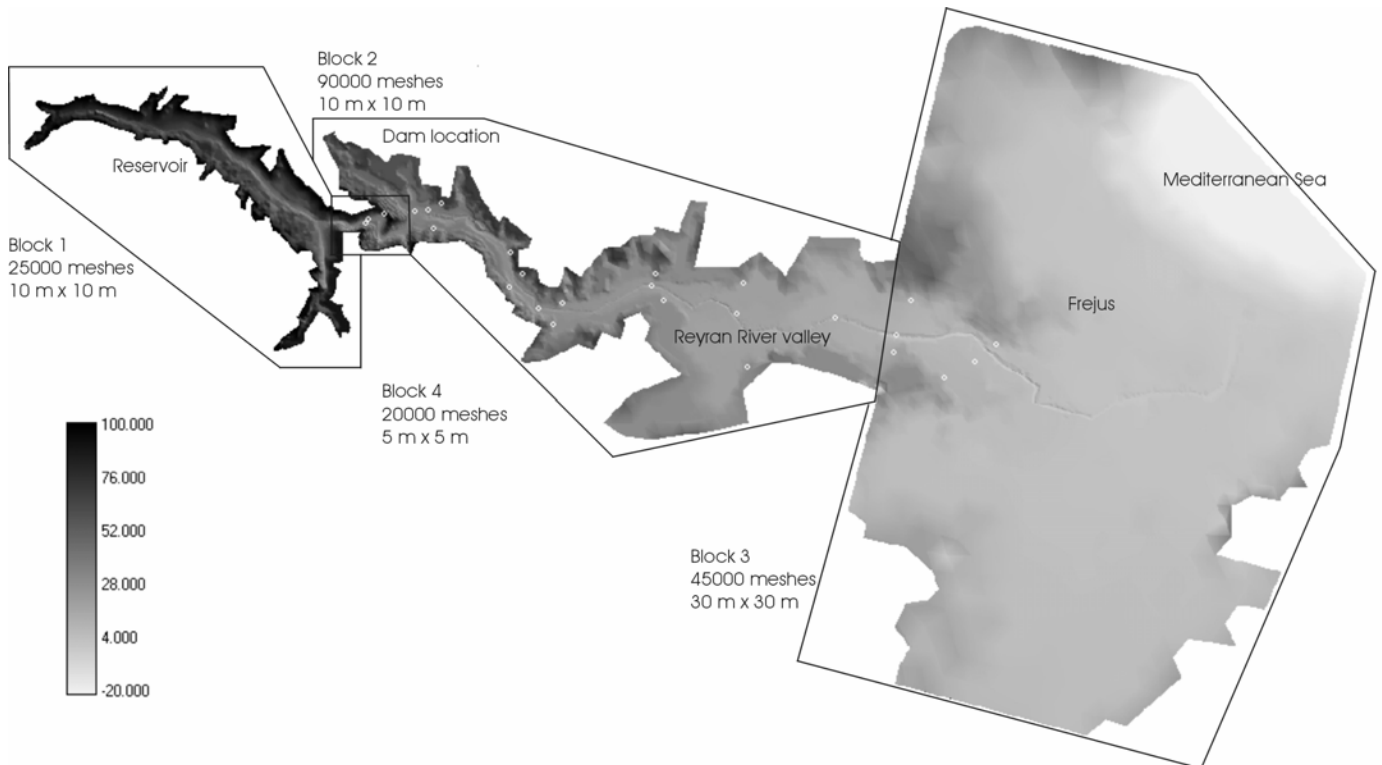 Block 2
90000 meshes
10 m x 10 m
Dam location
Reservoir
Mediterranean Sea
Block 1
25000 meshes
10 m x 10 m
Frejus
Reyran River valley
Block 4
20000 meshes
5 m x 5 m
100.000
76.000
52.000
28.000
4.000
-20.000
Block 3
45000 meshes
30 m x 30 m